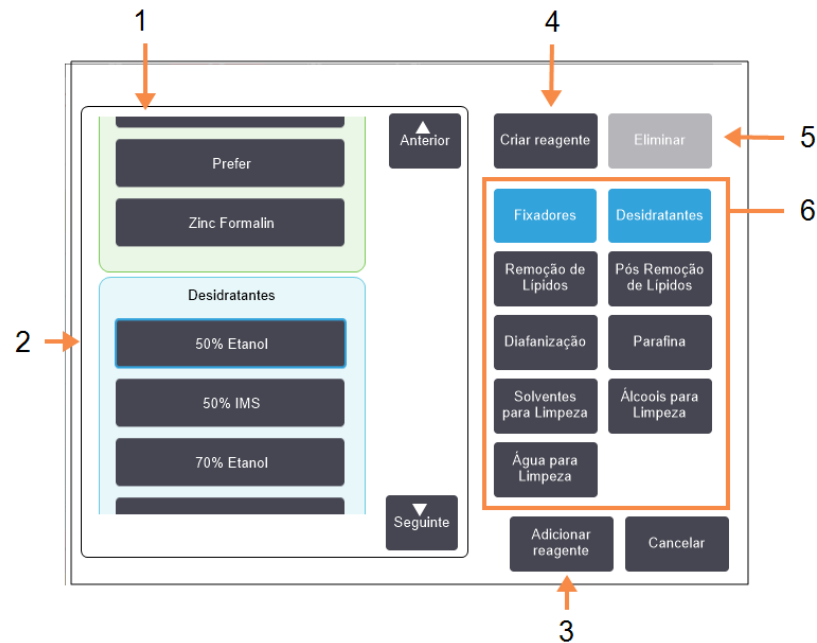 1
4
Anterior
Criar reagente
Eliminar
5
Prefer
6
Zinc Formalin
Fixadores
Desidratantes
Remoção de
Lípidos
Pós Remoção
de Lípidos
Desidratantes
2
50% Etanol
Diafanização
Parafina
50% IMS
Solventes
para Limpeza
Álcoois para
Limpeza
70% Etanol
Água para
Limpeza
Seguinte
Adicionar
reagente
Cancelar
3